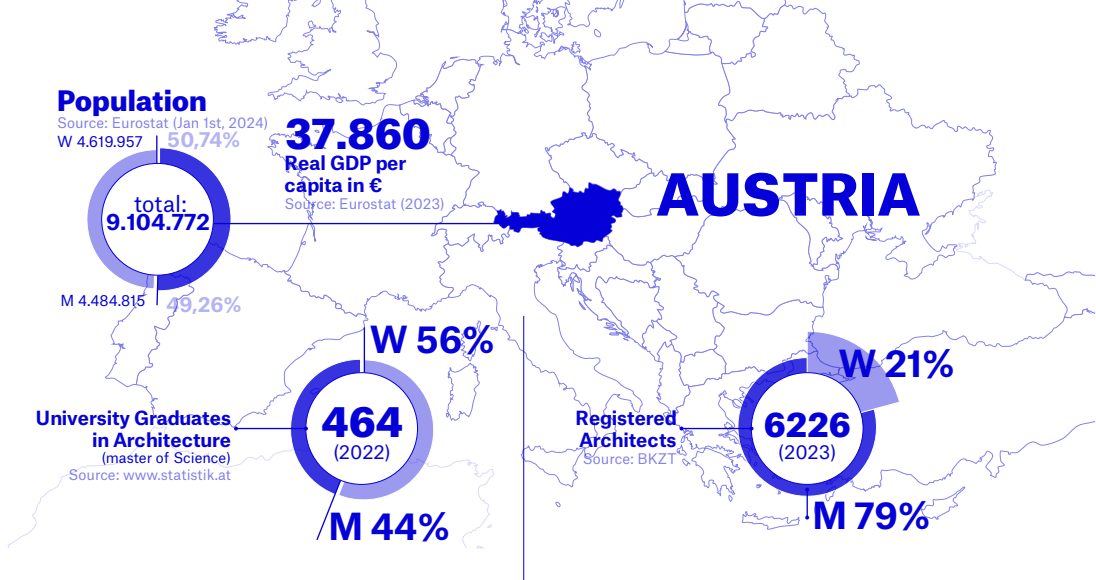 Population
Source: Eurostat (Jan 1st, 2024)
W 4.619.957
50,74%
total:
9.104.772
M 4.484.815
49,26%
37.860
Real GDP per
capita in €
Source: Eurostat (2023)
AUSTRIA
W 56%
University Graduates
in Architecture
(master of Science)
Source: www.statistik.at
464
(2022)
M 44%
W 21%
Registered
Architects
Source: BKZT
6226
(2023)
M 79%